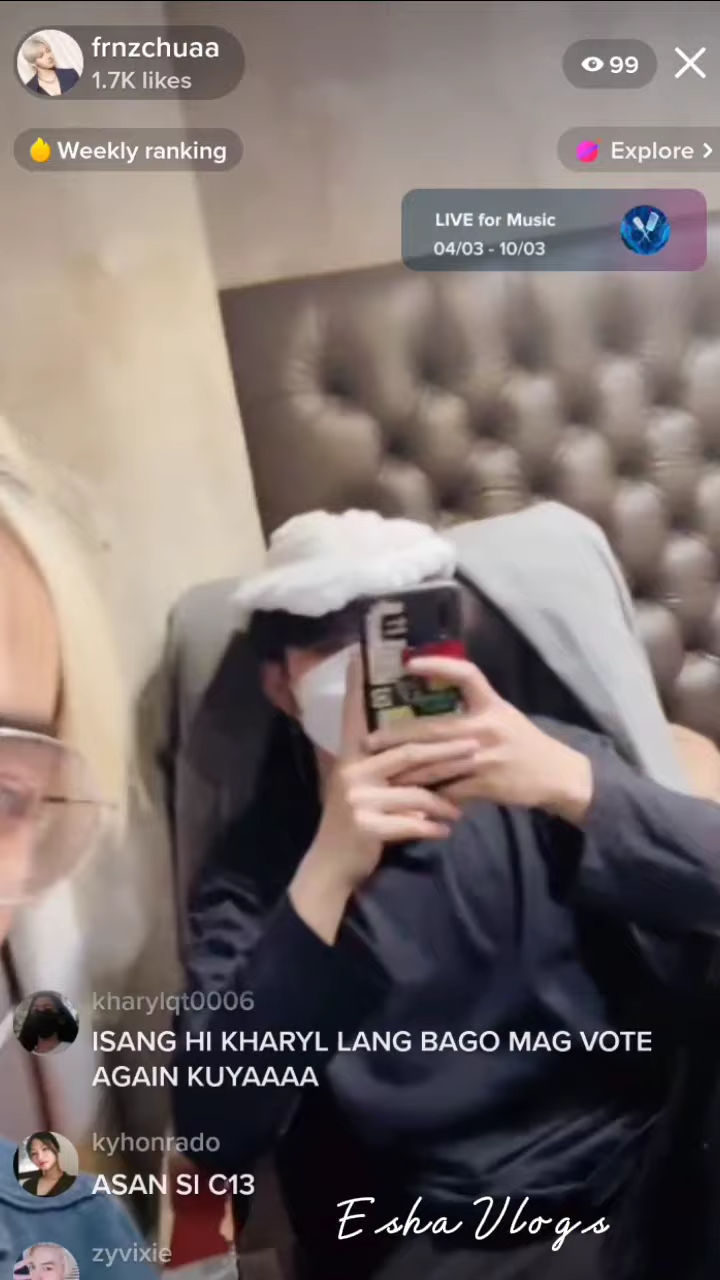 frnzchuaa
1.7K likes
99
Weekly ranking
Explore >
LIVE for Music
04/03 - 10/03
kharylqt0006
ISANG HI KHARYL LANG BAGO MAG VOTE
AGAIN KUYAAAA
kyhonrado
ASAN SI C13
Esha Vlogs
zyvixie